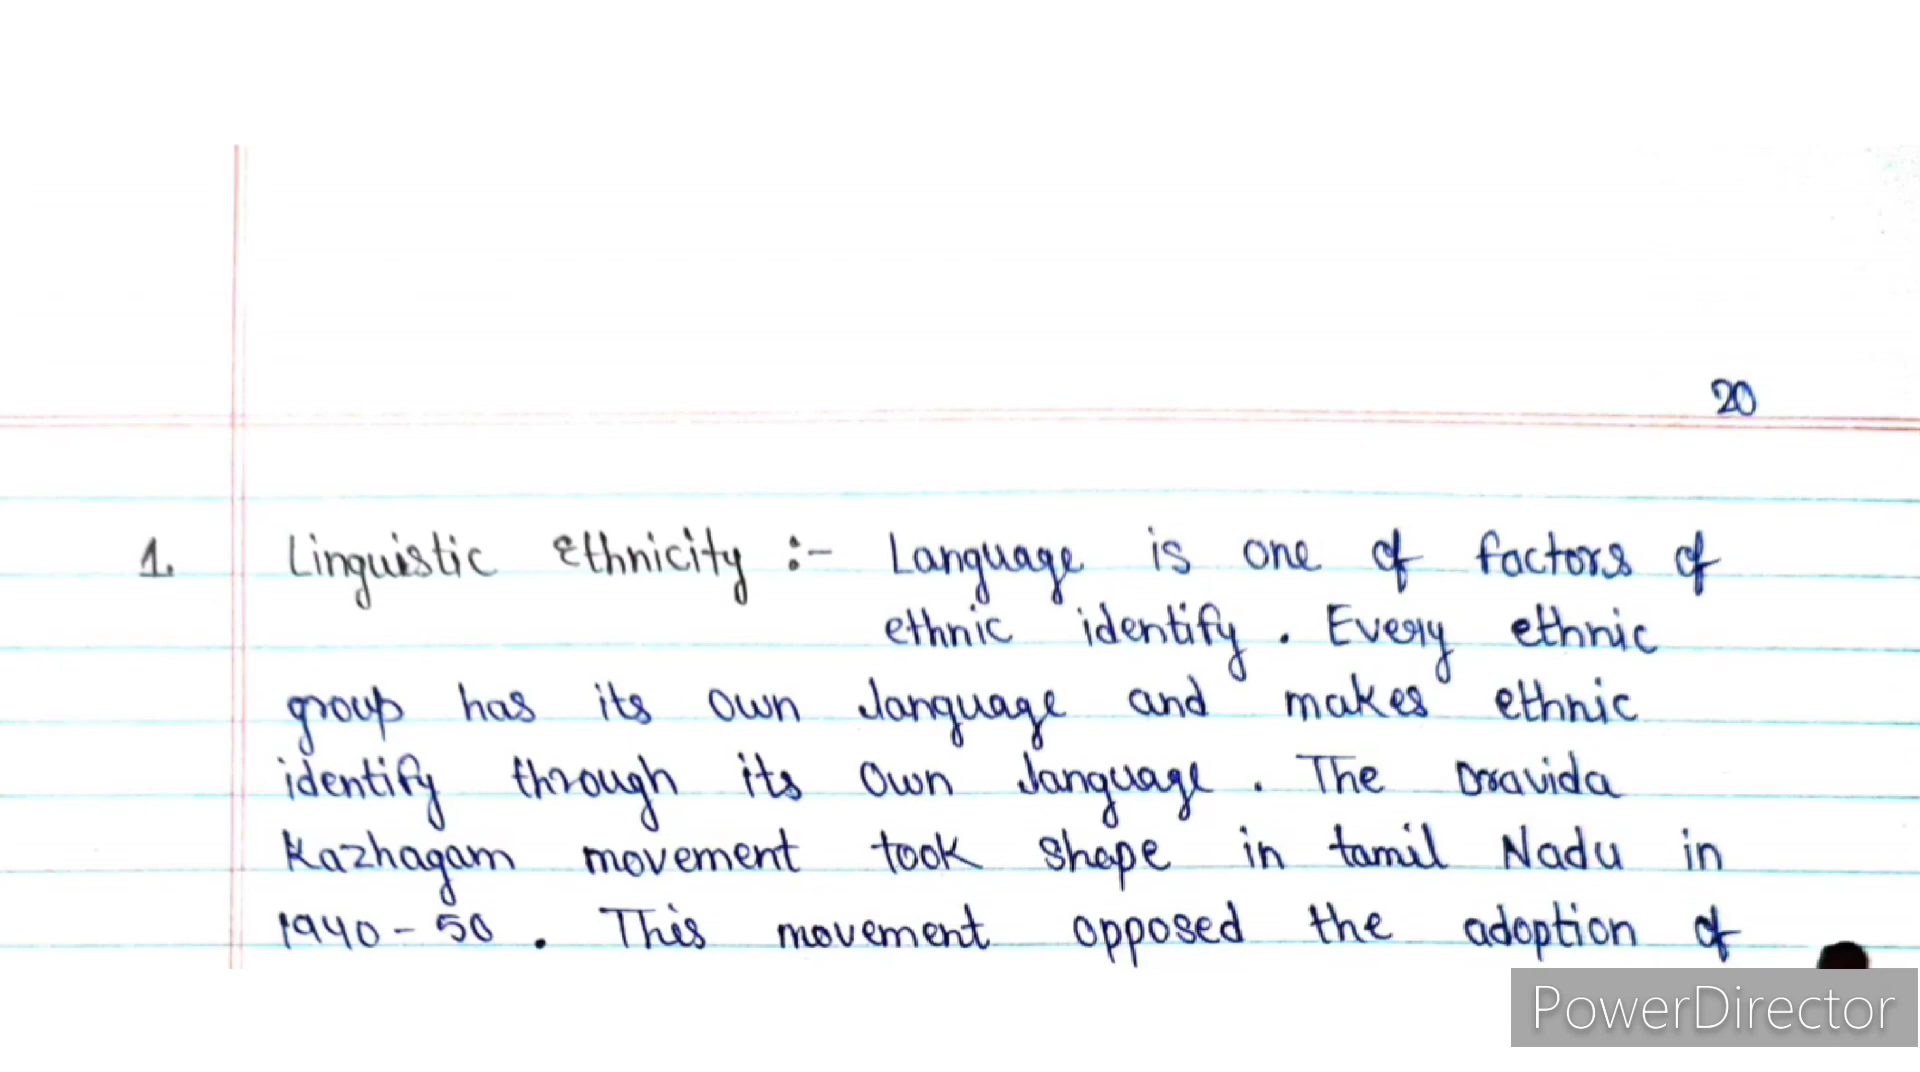 20
1. Linguistic Ethnicity :- Language is one of factors of
ethnic identify. Every ethnic
group has its own language and makes ethnic
identify through its own language. The Dravida
Kazhagam movement took shape in tamil Nadu in
1940-50. This movement opposed the adoption of
PowerDirector